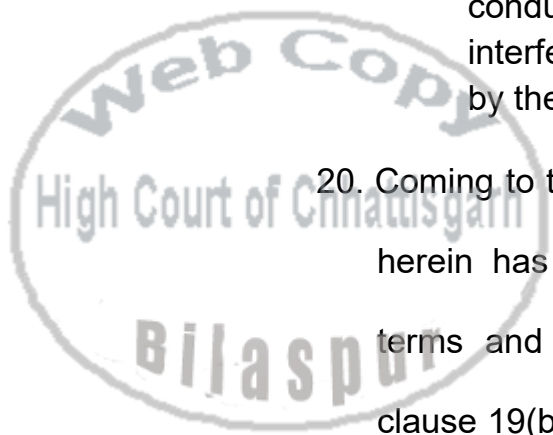 condu
interfe
by the
Web Copy
20. Coming to t
High Court of Chhattisgarh
herein has
terms and
Bilaspur
clause 19(b